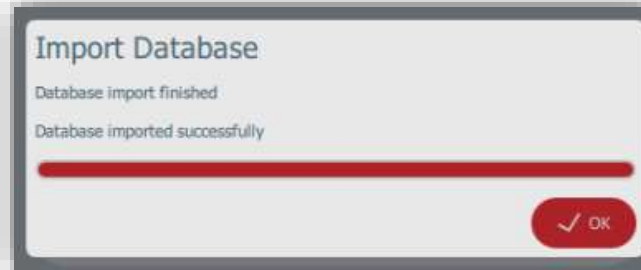 Import Database
Database import finished
Database imported successfully
OK